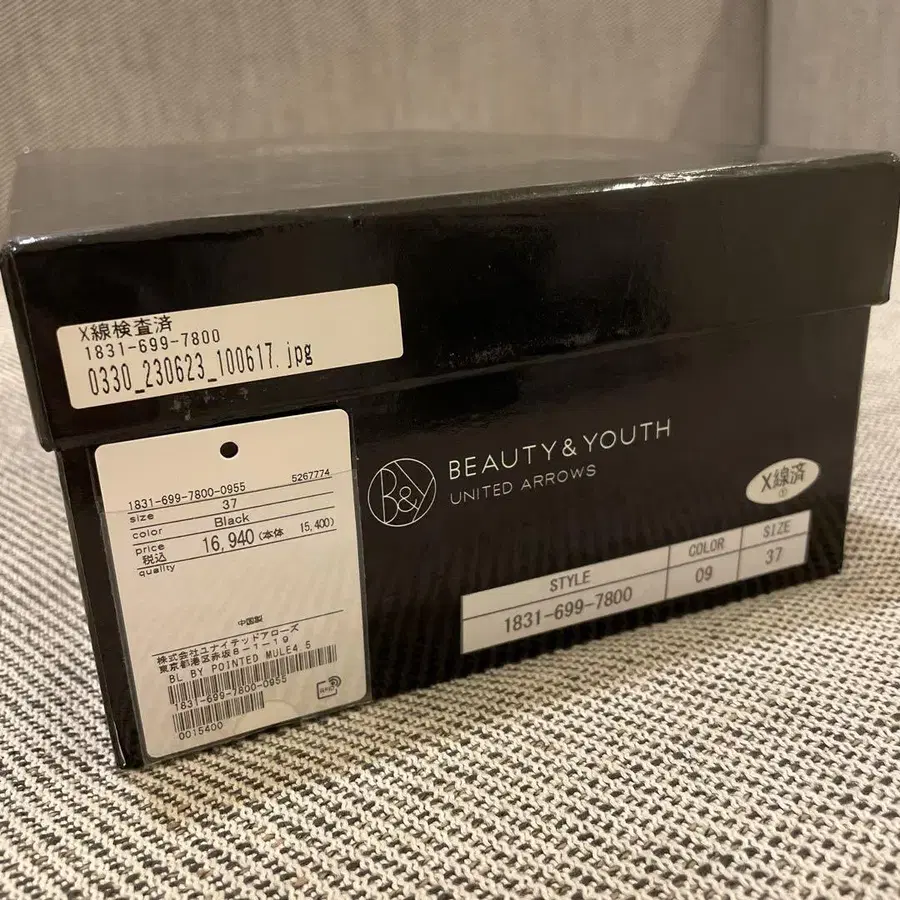 X線検査済
1831-699-7800
0330_230623_100617.jpg
1831-699-7800-0955 5267774
size 37
color Black
price 16,940(本体 15,400)
税込
quality
中国製
株式会社ユナイテッドアローズ
東京都港区赤坂8-1-19
BL BY POINTED MULE4 5
1831-699-7800-0955
0015400
B&Y
BEAUTY&YOUTH
UNITED ARROWS
X線済
①
STYLE COLOR SIZE
1831-699-7800 09 37